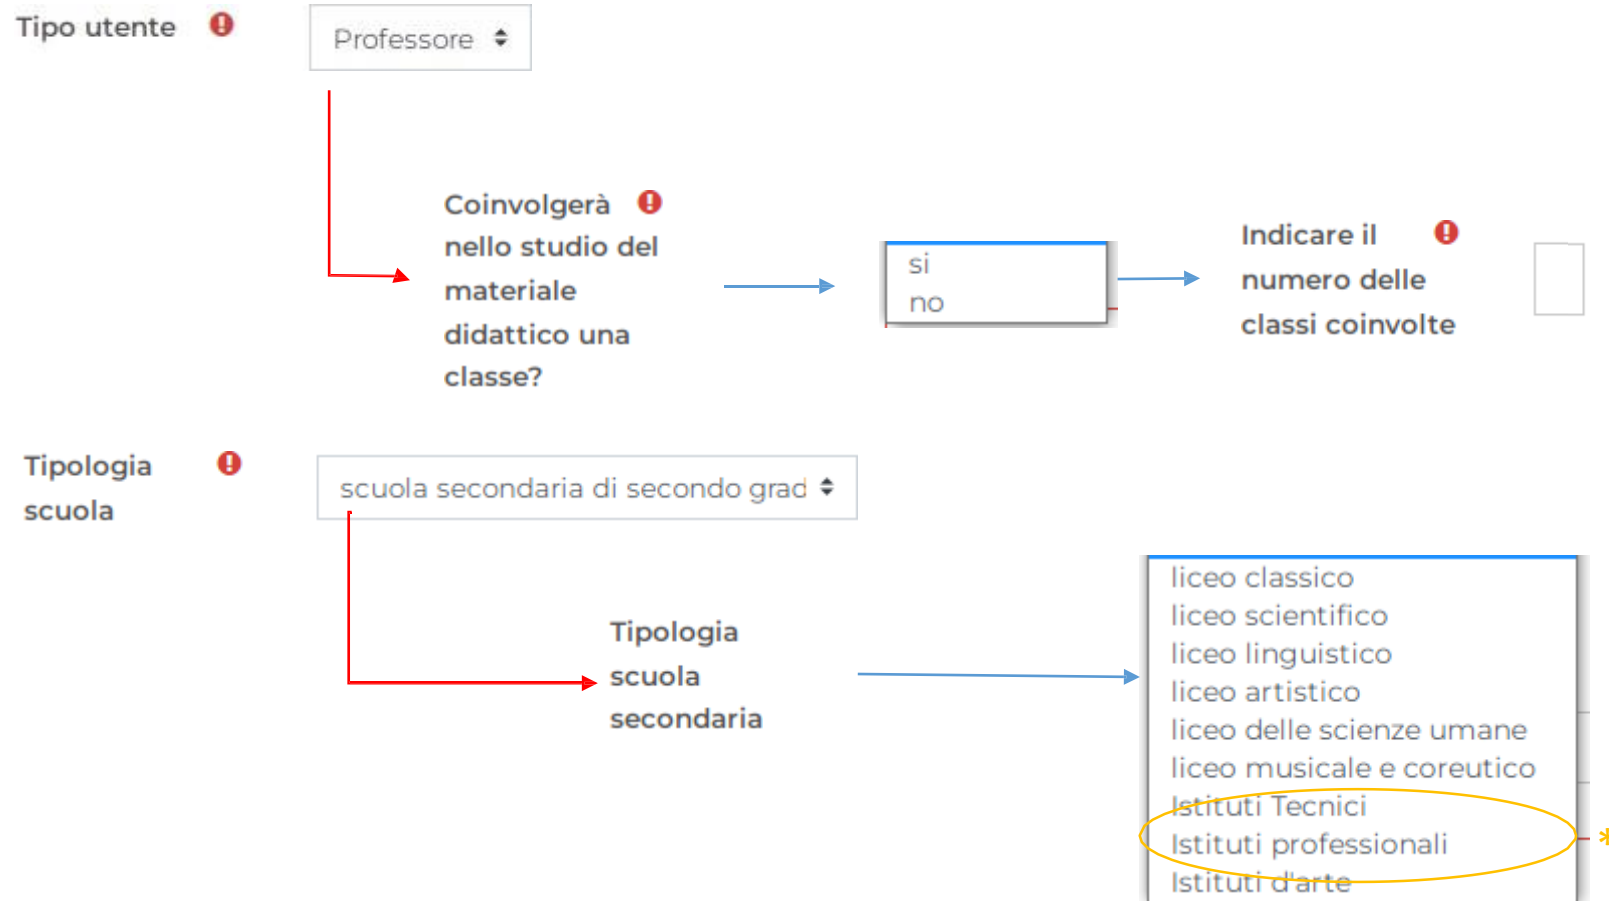 Tipo utente
Professore
Coinvolgerà
nello studio del
materiale
didattico una
classe?
si
no
Indicare il
numero delle
classi coinvolte
Tipologia
scuola
scuola secondaria di secondo grad
Tipologia
scuola
secondaria
liceo classico
liceo scientifico
liceo linguistico
liceo artistico
liceo delle scienze umane
liceo musicale e coreutico
Istituti Tecnici
Istituti professionali
Istituti d'arte
*